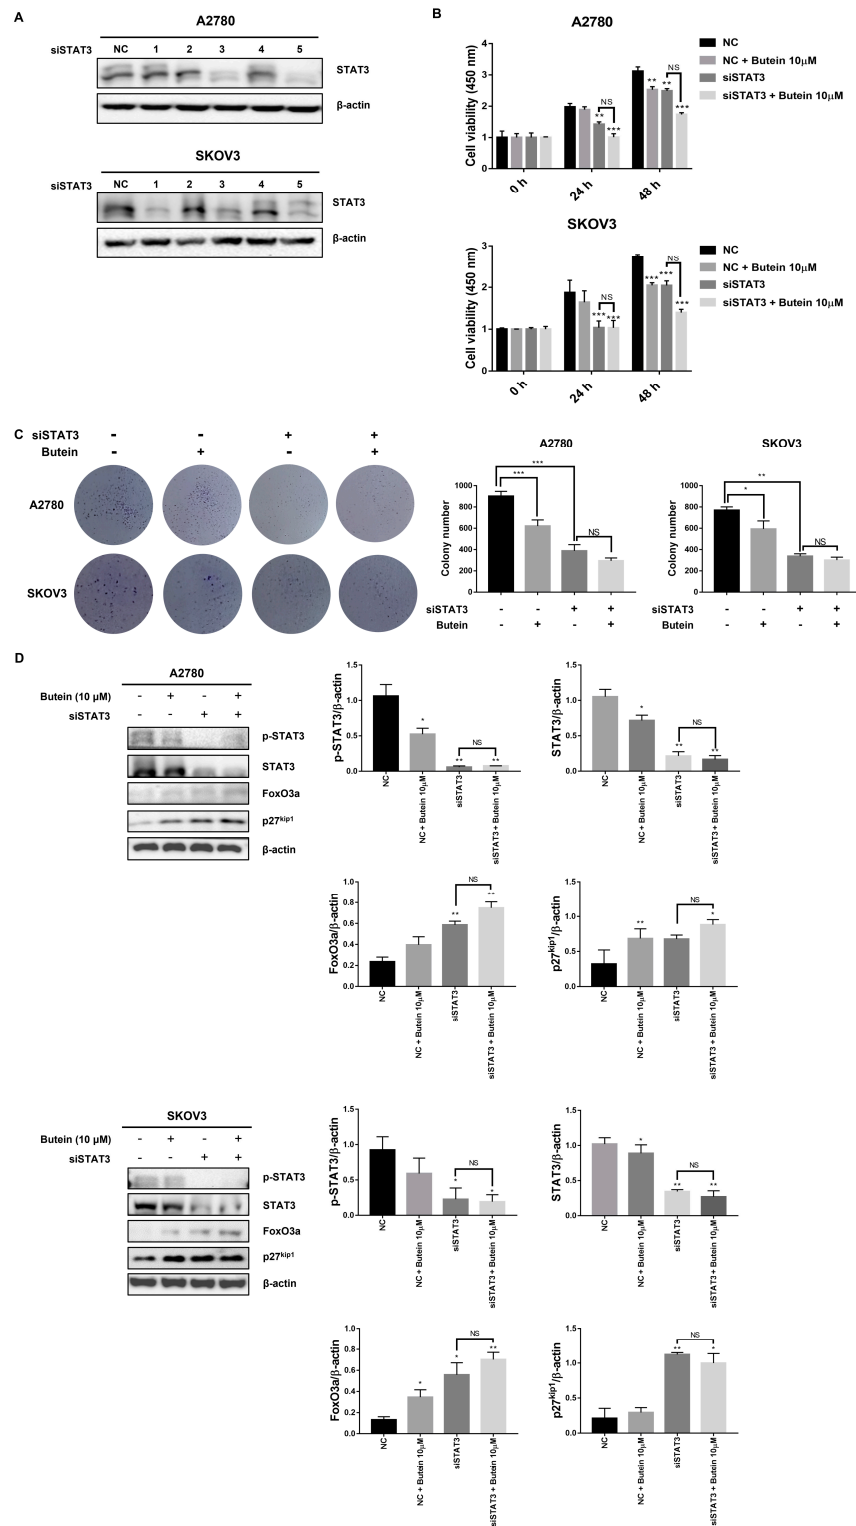 A
A2780
siSTAT3 NC 1 2 3 4 5
STAT3
β-actin
SKOV3
siSTAT3 NC 1 2 3 4 5
STAT3
β-actin
B
A2780
Cell viability (450 nm)
4
3
2
1
0
** NS ***
** ** NS ***
0 h 24 h 48 h
NC
NC + Butein 10μM
siSTAT3
siSTAT3 + Butein 10μM
SKOV3
Cell viability (450 nm)
3
2
1
0
*** NS ***
*** *** NS ***
0 h 24 h 48 h
NC
NC + Butein 10μM
siSTAT3
siSTAT3 + Butein 10μM
C
siSTAT3 - - + +
Butein - + - +
A2780
SKOV3
A2780
Colony number
1000
800
600
400
200
0
***
***
NS
siSTAT3 - - + +
Butein - + - +
SKOV3
Colony number
1000
800
600
400
200
0
**
*
NS
siSTAT3 - - + +
Butein - + - +
D
A2780
Butein (10 μM) - + - +
siSTAT3 - - + +
p-STAT3
STAT3
FoxO3a
p27kip1
β-actin
p-STAT3/β-actin
1.5
1.0
0.5
0.0
* ** NS **
NC
NC + Butein 10μM
siSTAT3
siSTAT3 + Butein 10μM
STAT3/β-actin
1.5
1.0
0.5
0.0
* ** NS **
NC
NC + Butein 10μM
siSTAT3
siSTAT3 + Butein 10μM
FoxO3a/β-actin
1.0
0.8
0.6
0.4
0.2
0.0
** NS **
NC
NC + Butein 10μM
siSTAT3
siSTAT3 + Butein 10μM
p27kip1/β-actin
1.5
1.0
0.5
0.0
** NS *
NC
NC + Butein 10μM
siSTAT3
siSTAT3 + Butein 10μM
SKOV3
Butein (10 μM) - + - +
siSTAT3 - - + +
p-STAT3
STAT3
FoxO3a
p27kip1
β-actin
p-STAT3/β-actin
1.5
1.0
0.5
0.0
* NS *
NC
NC + Butein 10μM
siSTAT3
siSTAT3 + Butein 10μM
STAT3/β-actin
1.5
1.0
0.5
0.0
* ** NS **
NC
NC + Butein 10μM
siSTAT3
siSTAT3 + Butein 10μM
FoxO3a/β-actin
1.0
0.8
0.6
0.4
0.2
0.0
* * NS **
NC
NC + Butein 10μM
siSTAT3
siSTAT3 + Butein 10μM
p27kip1/β-actin
1.5
1.0
0.5
0.0
** NS *
NC
NC + Butein 10μM
siSTAT3
siSTAT3 + Butein 10μM